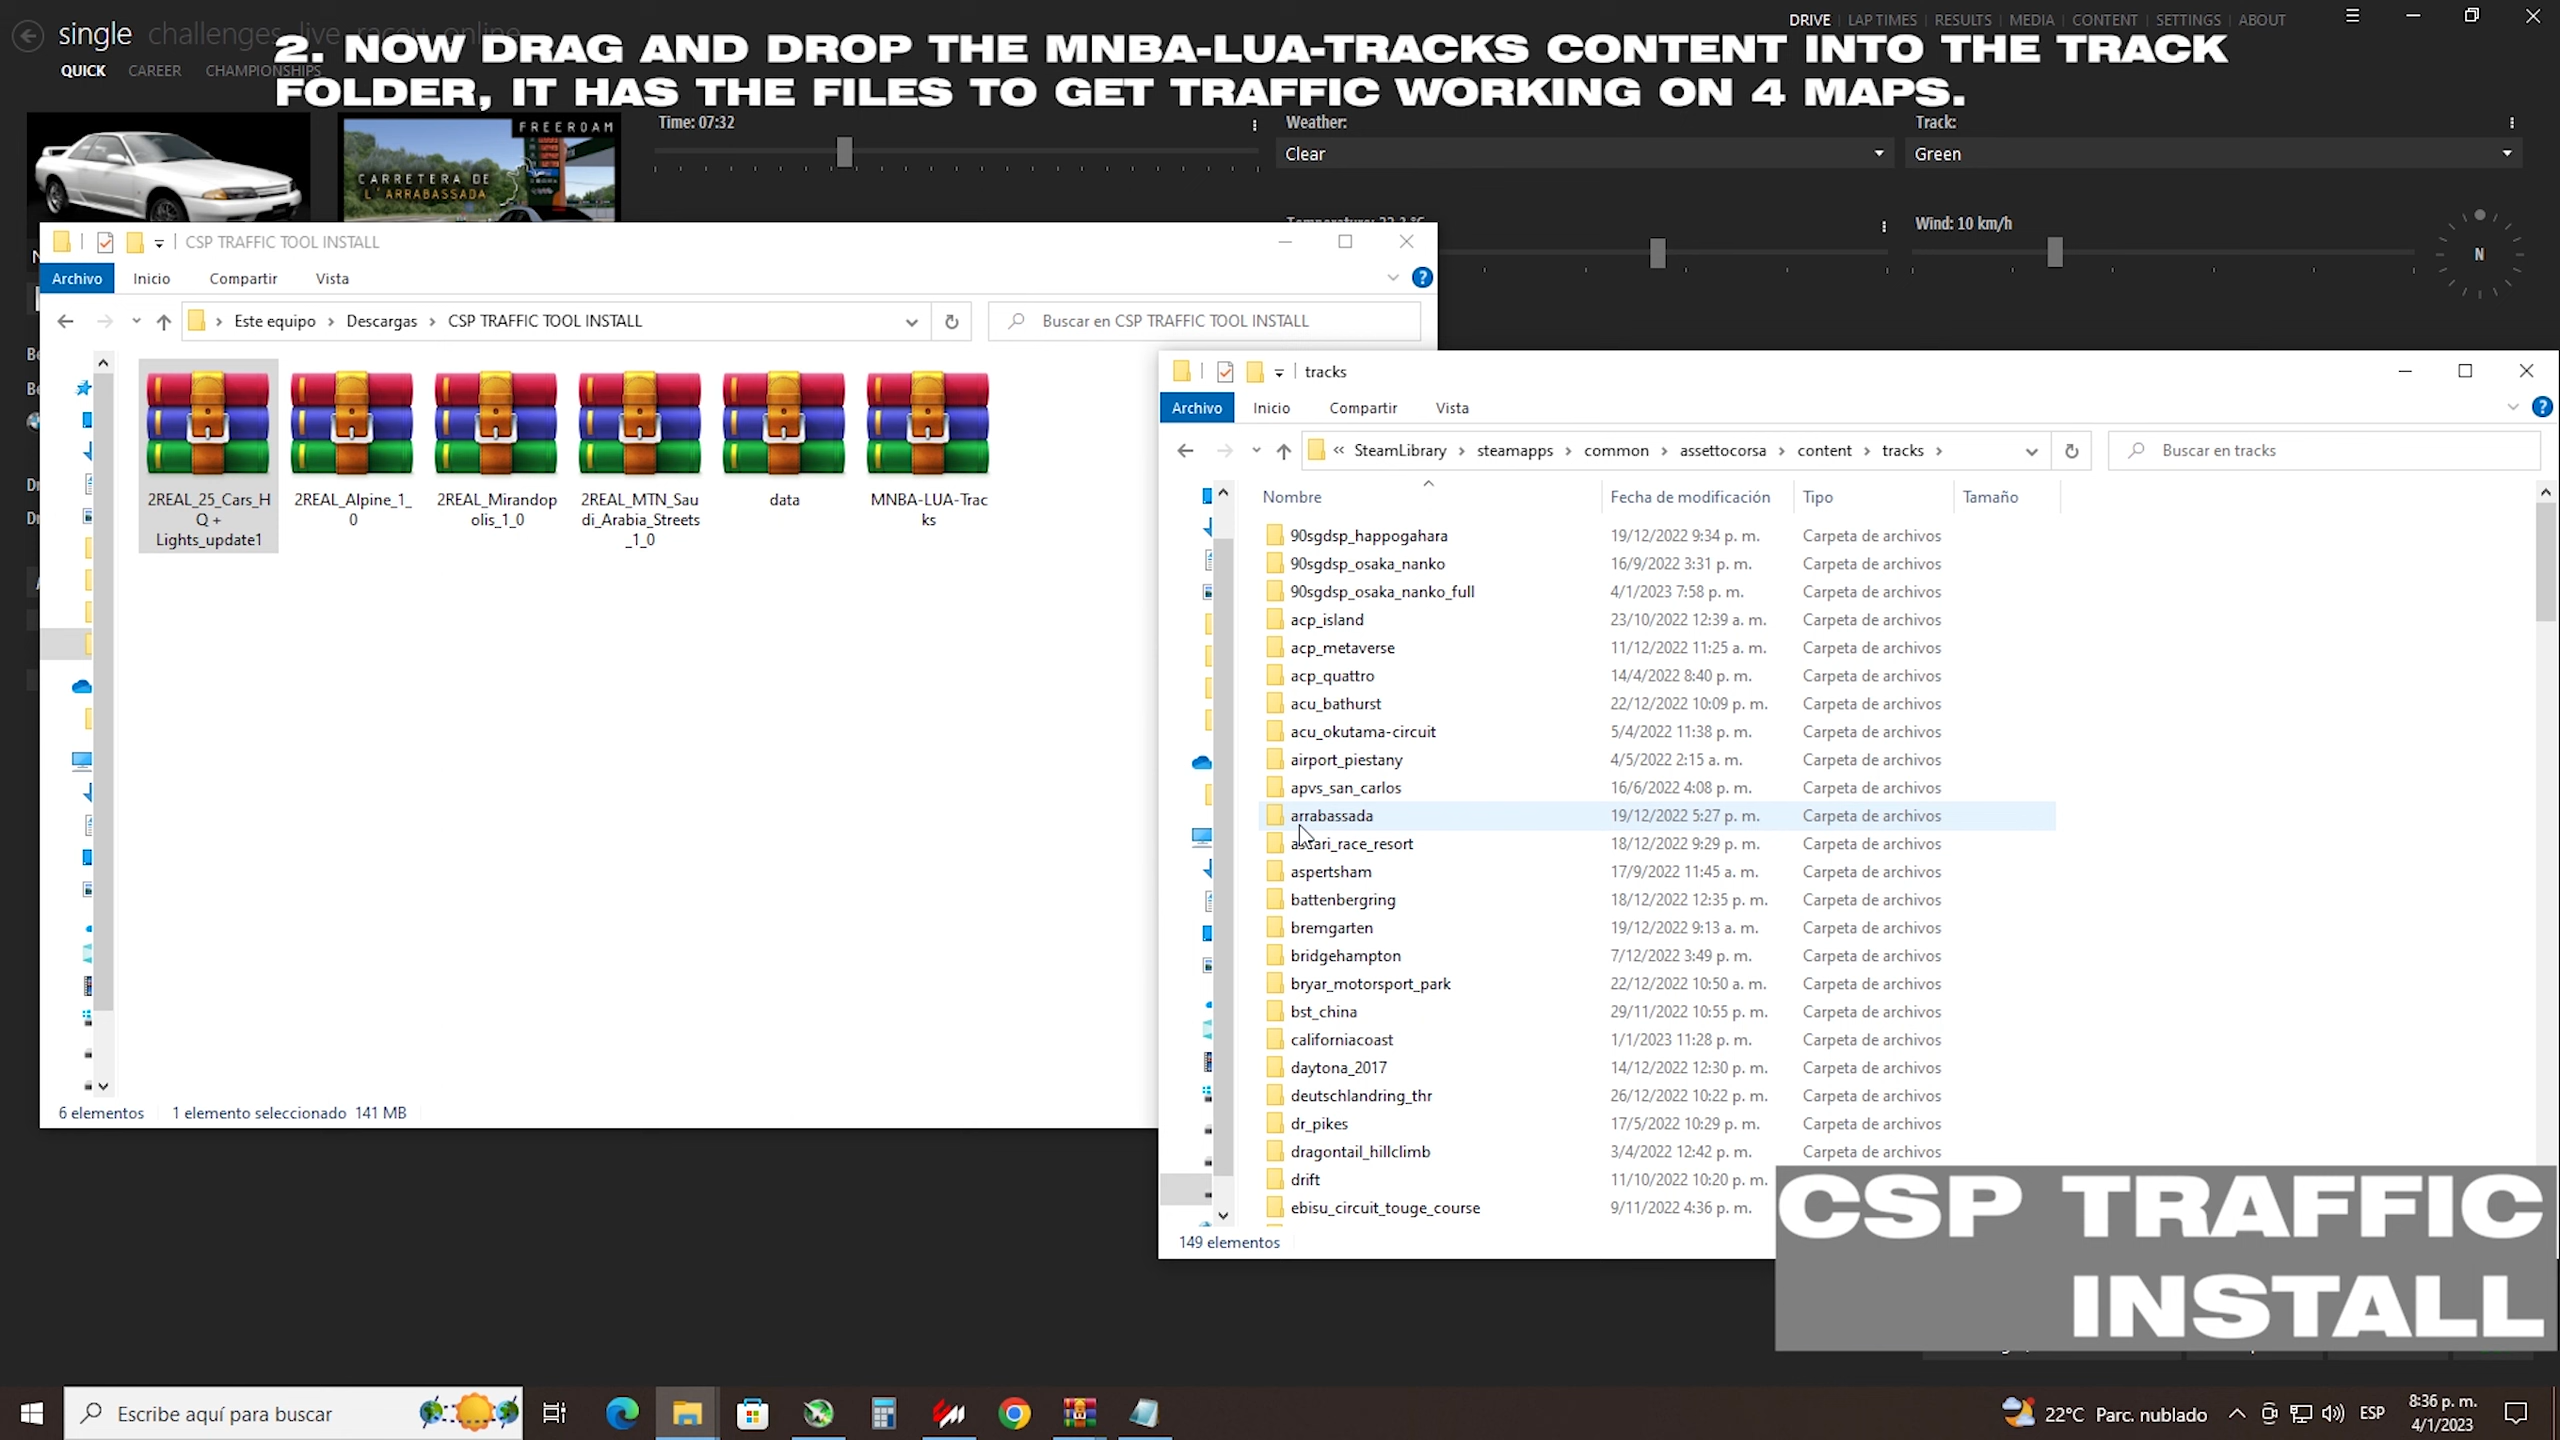 single challenges live race online
DRIVE LAP TIMES RESULTS MEDIA CONTENT SETTINGS ABOUT
2. NOW DRAG AND DROP THE MNBA-LUA-TRACKS CONTENT INTO THE TRACK
FOLDER, IT HAS THE FILES TO GET TRAFFIC WORKING ON 4 MAPS.
QUICK CAREER CHAMPIONSHIPS
FREEROAM
CARRETERA DE
L'ARRABASSADA
Time: 07:32
Weather:
Clear
Track:
Green
Wind: 10 km/h
N
CSP TRAFFIC TOOL INSTALL
Archivo Inicio Compartir Vista
Este equipo › Descargas › CSP TRAFFIC TOOL INSTALL
Buscar en CSP TRAFFIC TOOL INSTALL
2REAL_25_Cars_H
Q +
Lights_update1
2REAL_Alpine_1_
0
2REAL_Mirandop
olis_1_0
2REAL_MTN_Sau
di_Arabia_Streets
_1_0
data
MNBA-LUA-Trac
ks
6 elementos 1 elemento seleccionado 141 MB
tracks
Archivo Inicio Compartir Vista
« SteamLibrary › steamapps › common › assettocorsa › content › tracks ›
Buscar en tracks
Nombre Fecha de modificación Tipo Tamaño
90sgdsp_happogahara 19/12/2022 9:34 p. m. Carpeta de archivos
90sgdsp_osaka_nanko 16/9/2022 3:31 p. m. Carpeta de archivos
90sgdsp_osaka_nanko_full 4/1/2023 7:58 p. m. Carpeta de archivos
acp_island 23/10/2022 12:39 a. m. Carpeta de archivos
acp_metaverse 11/12/2022 11:25 a. m. Carpeta de archivos
acp_quattro 14/4/2022 8:40 p. m. Carpeta de archivos
acu_bathurst 22/12/2022 10:09 p. m. Carpeta de archivos
acu_okutama-circuit 5/4/2022 11:38 p. m. Carpeta de archivos
airport_piestany 4/5/2022 2:15 a. m. Carpeta de archivos
apvs_san_carlos 16/6/2022 4:08 p. m. Carpeta de archivos
arrabassada 19/12/2022 5:27 p. m. Carpeta de archivos
ascari_race_resort 18/12/2022 9:29 p. m. Carpeta de archivos
aspertsham 17/9/2022 11:45 a. m. Carpeta de archivos
battenbergring 18/12/2022 12:35 p. m. Carpeta de archivos
bremgarten 19/12/2022 9:13 a. m. Carpeta de archivos
bridgehampton 7/12/2022 3:49 p. m. Carpeta de archivos
bryar_motorsport_park 22/12/2022 10:50 a. m. Carpeta de archivos
bst_china 29/11/2022 10:55 p. m. Carpeta de archivos
californiacoast 1/1/2023 11:28 p. m. Carpeta de archivos
daytona_2017 14/12/2022 12:30 p. m. Carpeta de archivos
deutschlandring_thr 26/12/2022 10:22 p. m. Carpeta de archivos
dr_pikes 17/5/2022 10:29 p. m. Carpeta de archivos
dragontail_hillclimb 3/4/2022 12:42 p. m. Carpeta de archivos
drift 11/10/2022 10:20 p. m.
ebisu_circuit_touge_course 9/11/2022 4:36 p. m.
149 elementos
CSP TRAFFIC
INSTALL
Escribe aquí para buscar
22°C Parc. nublado
ESP
8:36 p. m.
4/1/2023